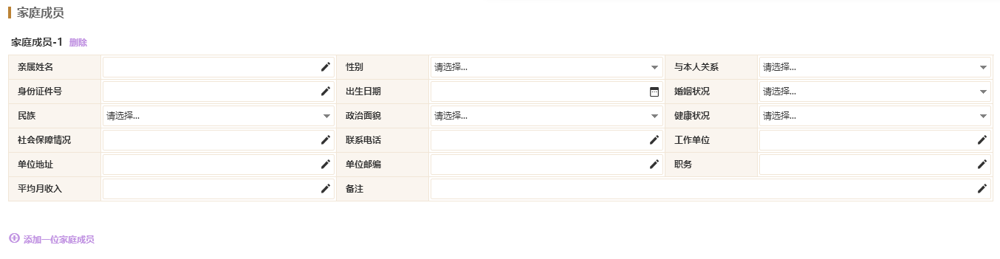 家庭成员
家庭成员-1 删除
亲属姓名 性别 请选择... 与本人关系 请选择...
身份证件号 出生日期 婚姻状况 请选择...
民族 请选择... 政治面貌 请选择... 健康状况 请选择...
社会保障情况 联系电话 工作单位
单位地址 单位邮编 职务
平均月收入 备注
添加一位家庭成员